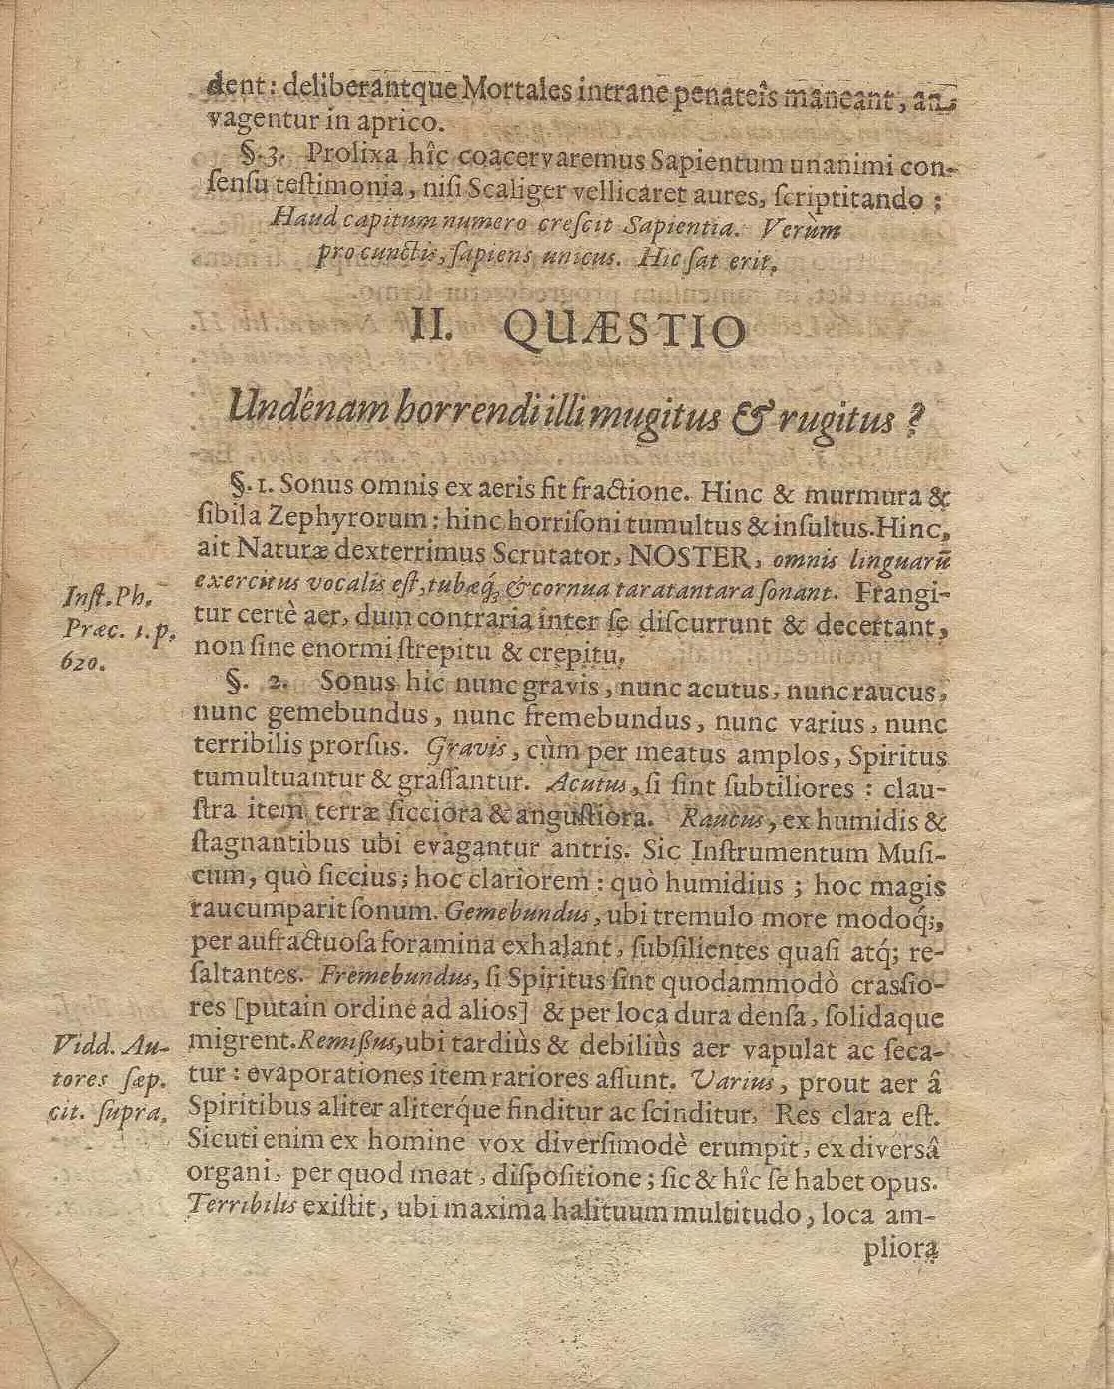 dent: deliberantque Mortales intrane penateîs maneant, an
vagentur in aprico.
§. 3. Prolixa hîc coacervaremus Sapientum unanimi con-
ſenſu teſtimonia, niſi Scaliger vellicaret aures, ſcriptitando:
Haud capitum numero creſcit Sapientia. Verùm
pro cunctis, ſapiens unicus. Hic ſat erit.
II. QUÆSTIO
Undénam horrendi illi mugitus & rugitus?
§. 1. Sonus omnis ex aeris fit fractione. Hinc & murmura &
ſibila Zephyrorum: hinc horriſoni tumultus & inſultus. Hinc,
ait Naturæ dexterrimus Scrutator, NOSTER, omnis linguarũ
exercitus vocalis eſt, tubæq́; & cornua taratantara ſonant. Frangi-
Inſt. Ph.
tur certè aer, dum contraria inter ſe diſcurrunt & decertant,
Præc. 1. p.
non ſine enormi ſtrepitu & crepitu.
620.
§. 2. Sonus hic nunc gravis, nunc acutus, nunc raucus,
nunc gemebundus, nunc fremebundus, nunc varius, nunc
terribilis prorſus. Gravis, cùm per meatus amplos, Spiritus
tumultuantur & graſſantur. Acutus, ſi ſint ſubtiliores: clau-
ſtra item terræ ſicciora & anguſtiora. Raucus, ex humidis &
ſtagnantibus ubi evagantur antris. Sic Inſtrumentum Muſi-
cum, quò ſiccius; hoc clariorem: quò humidius; hoc magis
raucum parit ſonum. Gemebundus, ubi tremulo more modoq́;,
per anfractuoſa foramina exhalant, ſubſilientes quaſi atq́; re-
ſaltantes. Fremebundus, ſi Spiritus ſint quodammodò craſſio-
res [puta in ordine ad alios] & per loca dura denſa, ſolidaque
migrent. Remiſſus, ubi tardiùs & debiliùs aer vapulat ac ſeca-
Vidd. Au-
tur: evaporationes item rariores aſſunt. Varius, prout aer â
tores ſæp.
Spiritibus aliter aliterq́ue finditur ac ſcinditur. Res clara eſt.
cit. ſupra.
Sicuti enim ex homine vox diverſimodè erumpit, ex diversâ
organi, per quod meat, diſpoſitione; ſic & hîc ſe habet opus.
Terribilis exiſtit, ubi maxima halituum multitudo, loca am-
pliora